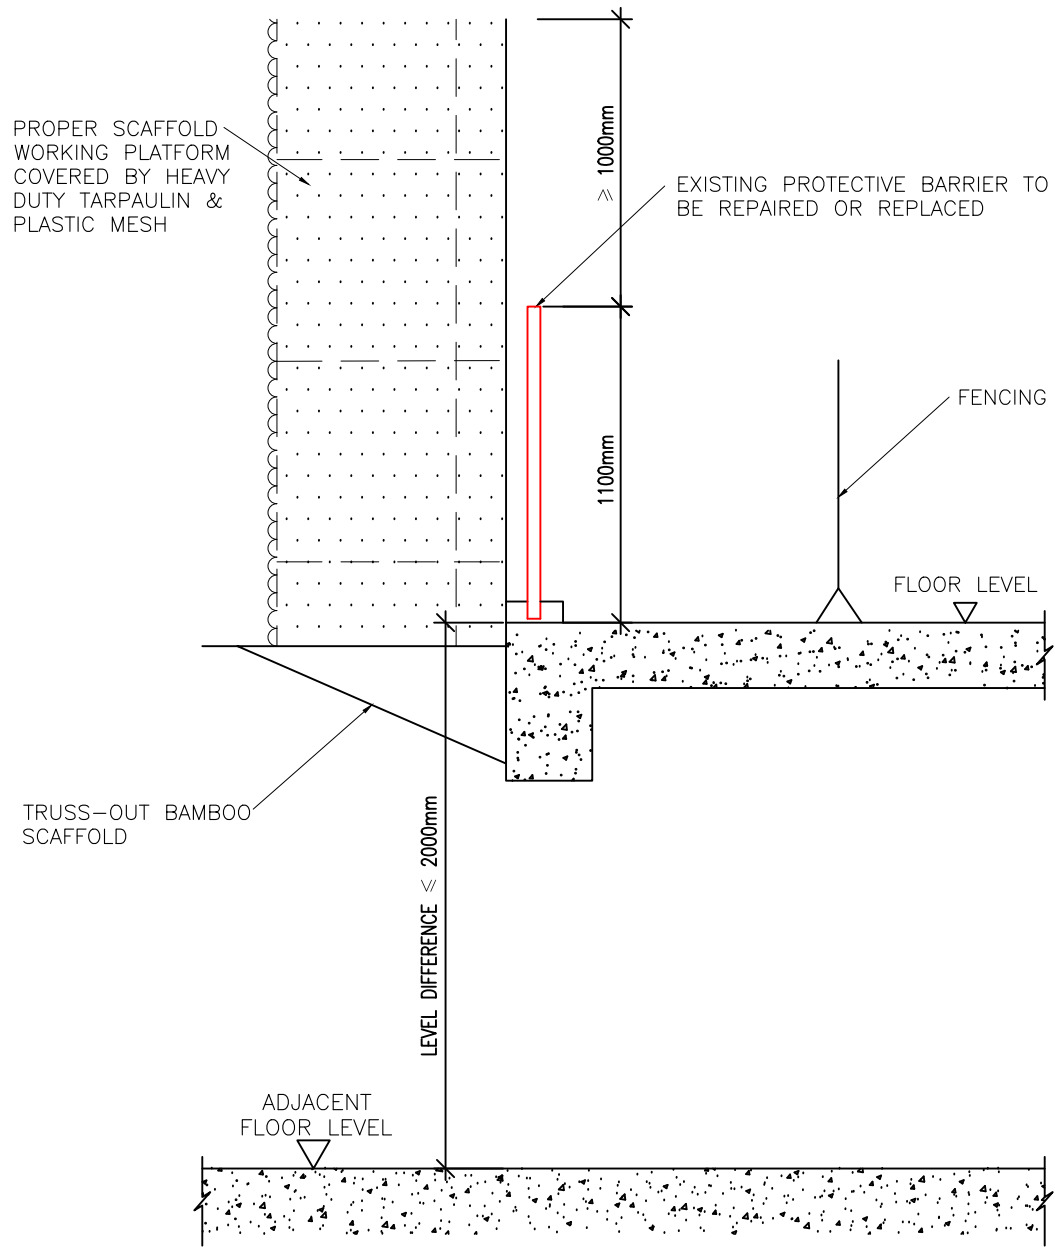 PROPER SCAFFOLD
WORKING PLATFORM
COVERED BY HEAVY
DUTY TARPAULIN &
PLASTIC MESH
⩾ 1000mm
EXISTING PROTECTIVE BARRIER TO
BE REPAIRED OR REPLACED
1100mm
FENCING
FLOOR LEVEL
TRUSS-OUT BAMBOO
SCAFFOLD
LEVEL DIFFERENCE ⩽ 2000mm
ADJACENT
FLOOR LEVEL